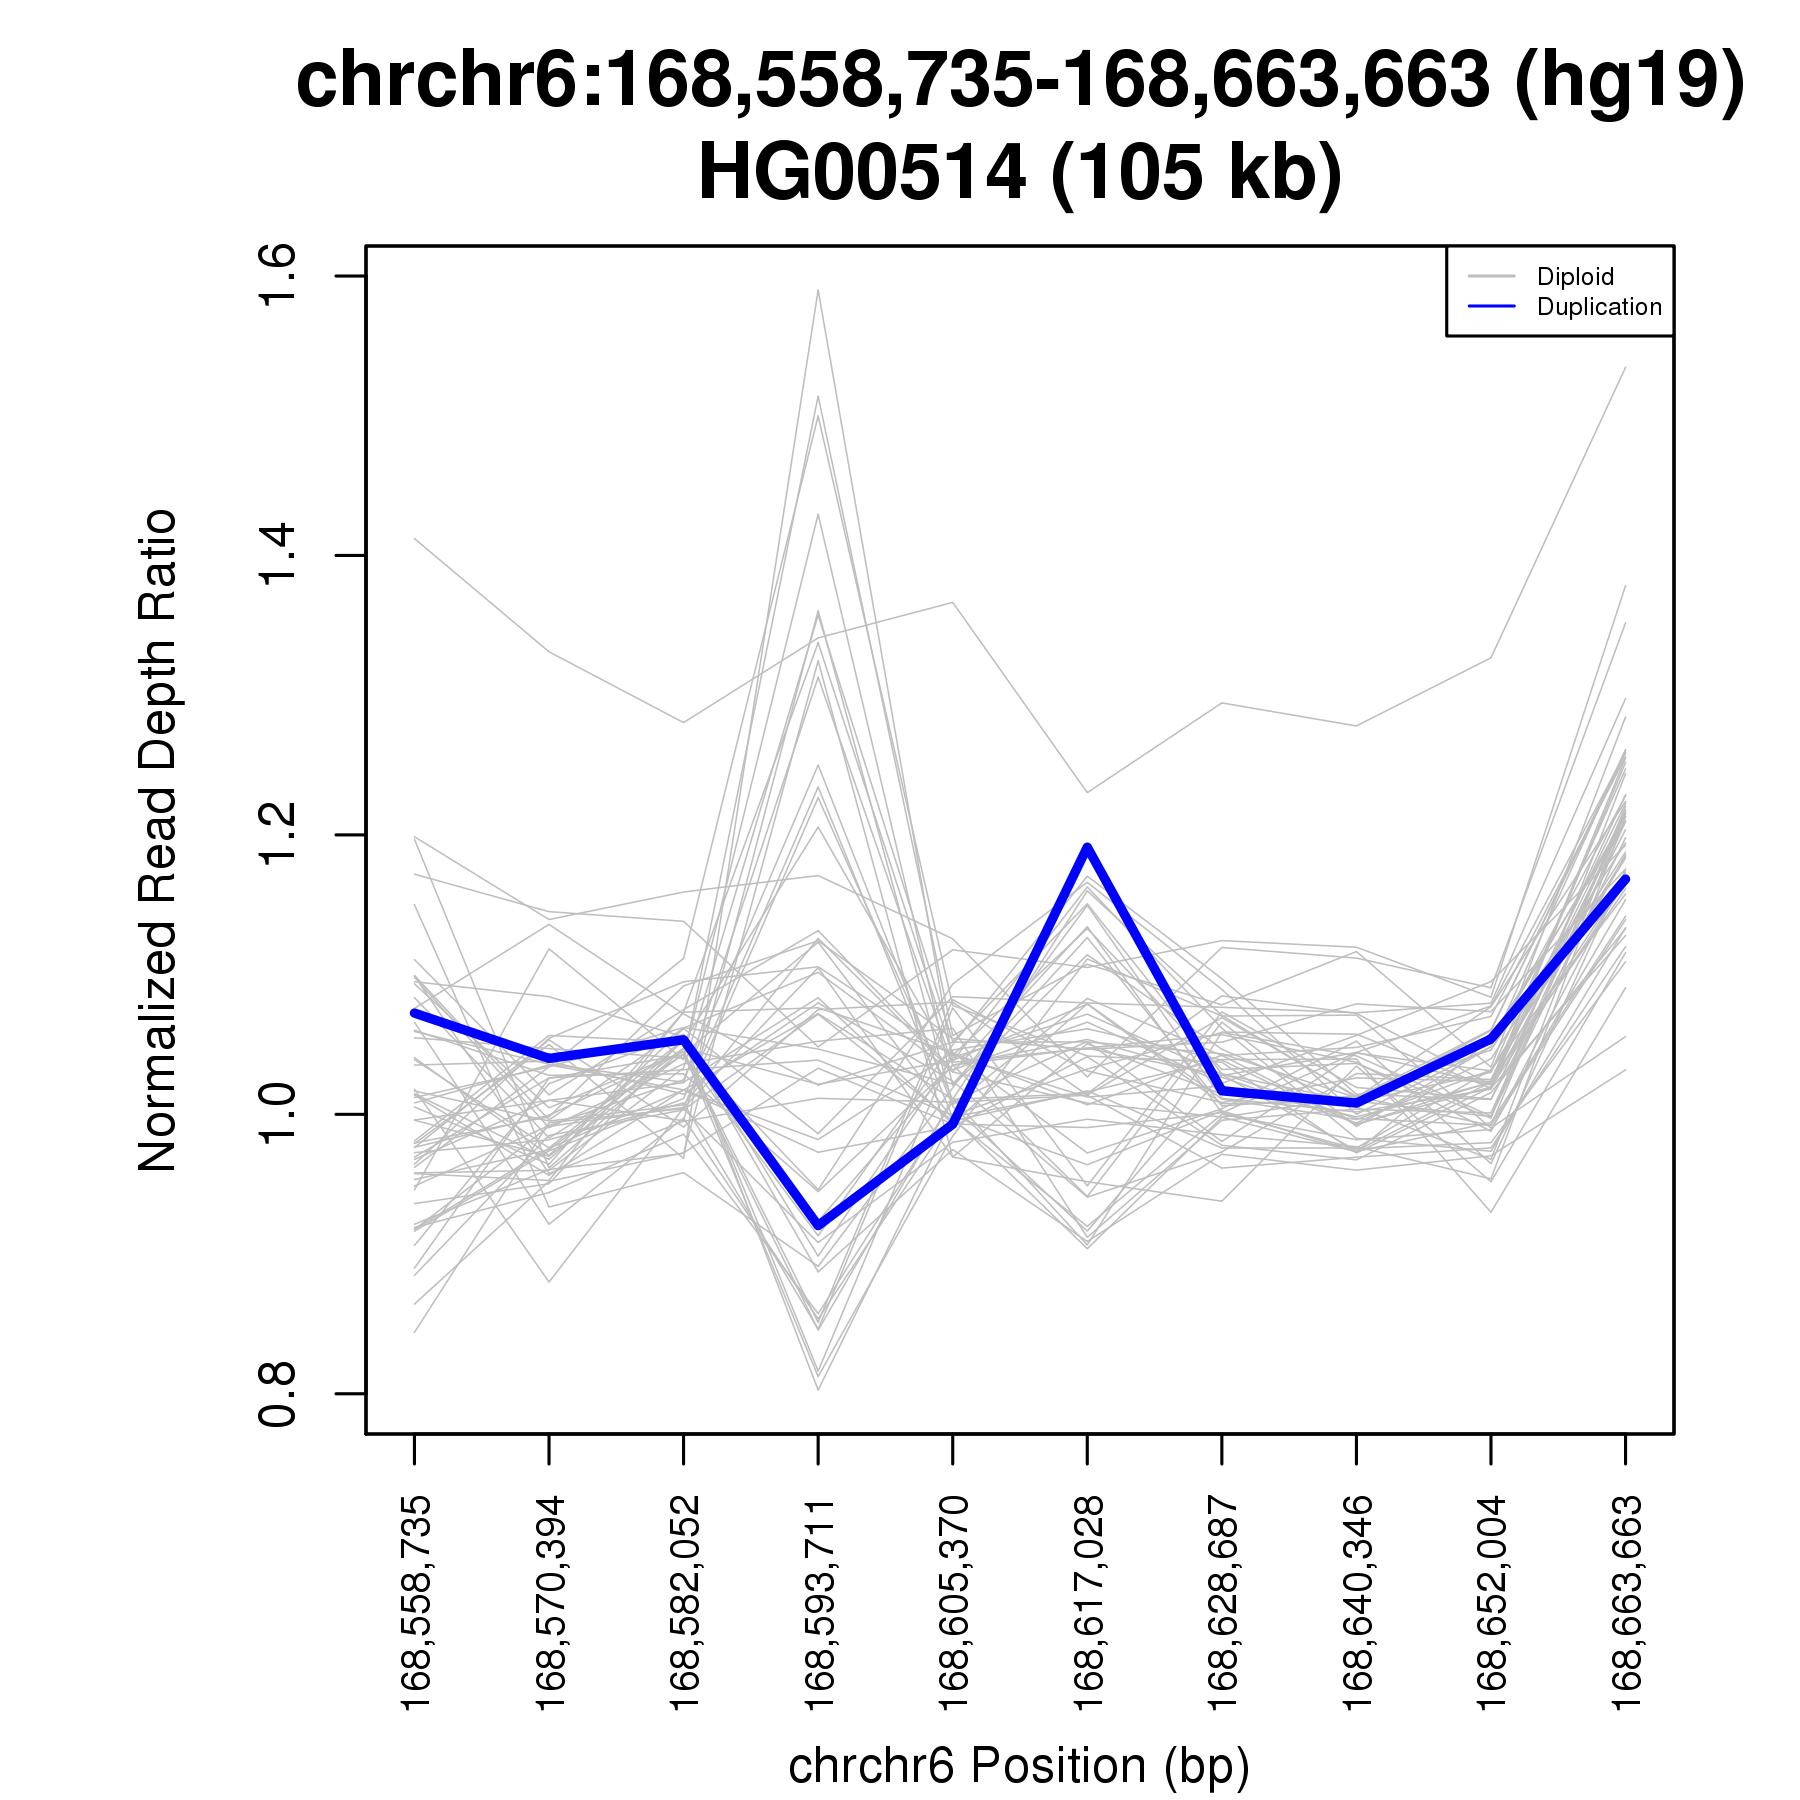 chrchr6:168,558,735-168,663,663 (hg19)
HG00514 (105 kb)
Diploid
Duplication
Normalized Read Depth Ratio
1.6
1.4
1.2
1.0
0.8
168,558,735
168,570,394
168,582,052
168,593,711
168,605,370
168,617,028
168,628,687
168,640,346
168,652,004
168,663,663
chrchr6 Position (bp)